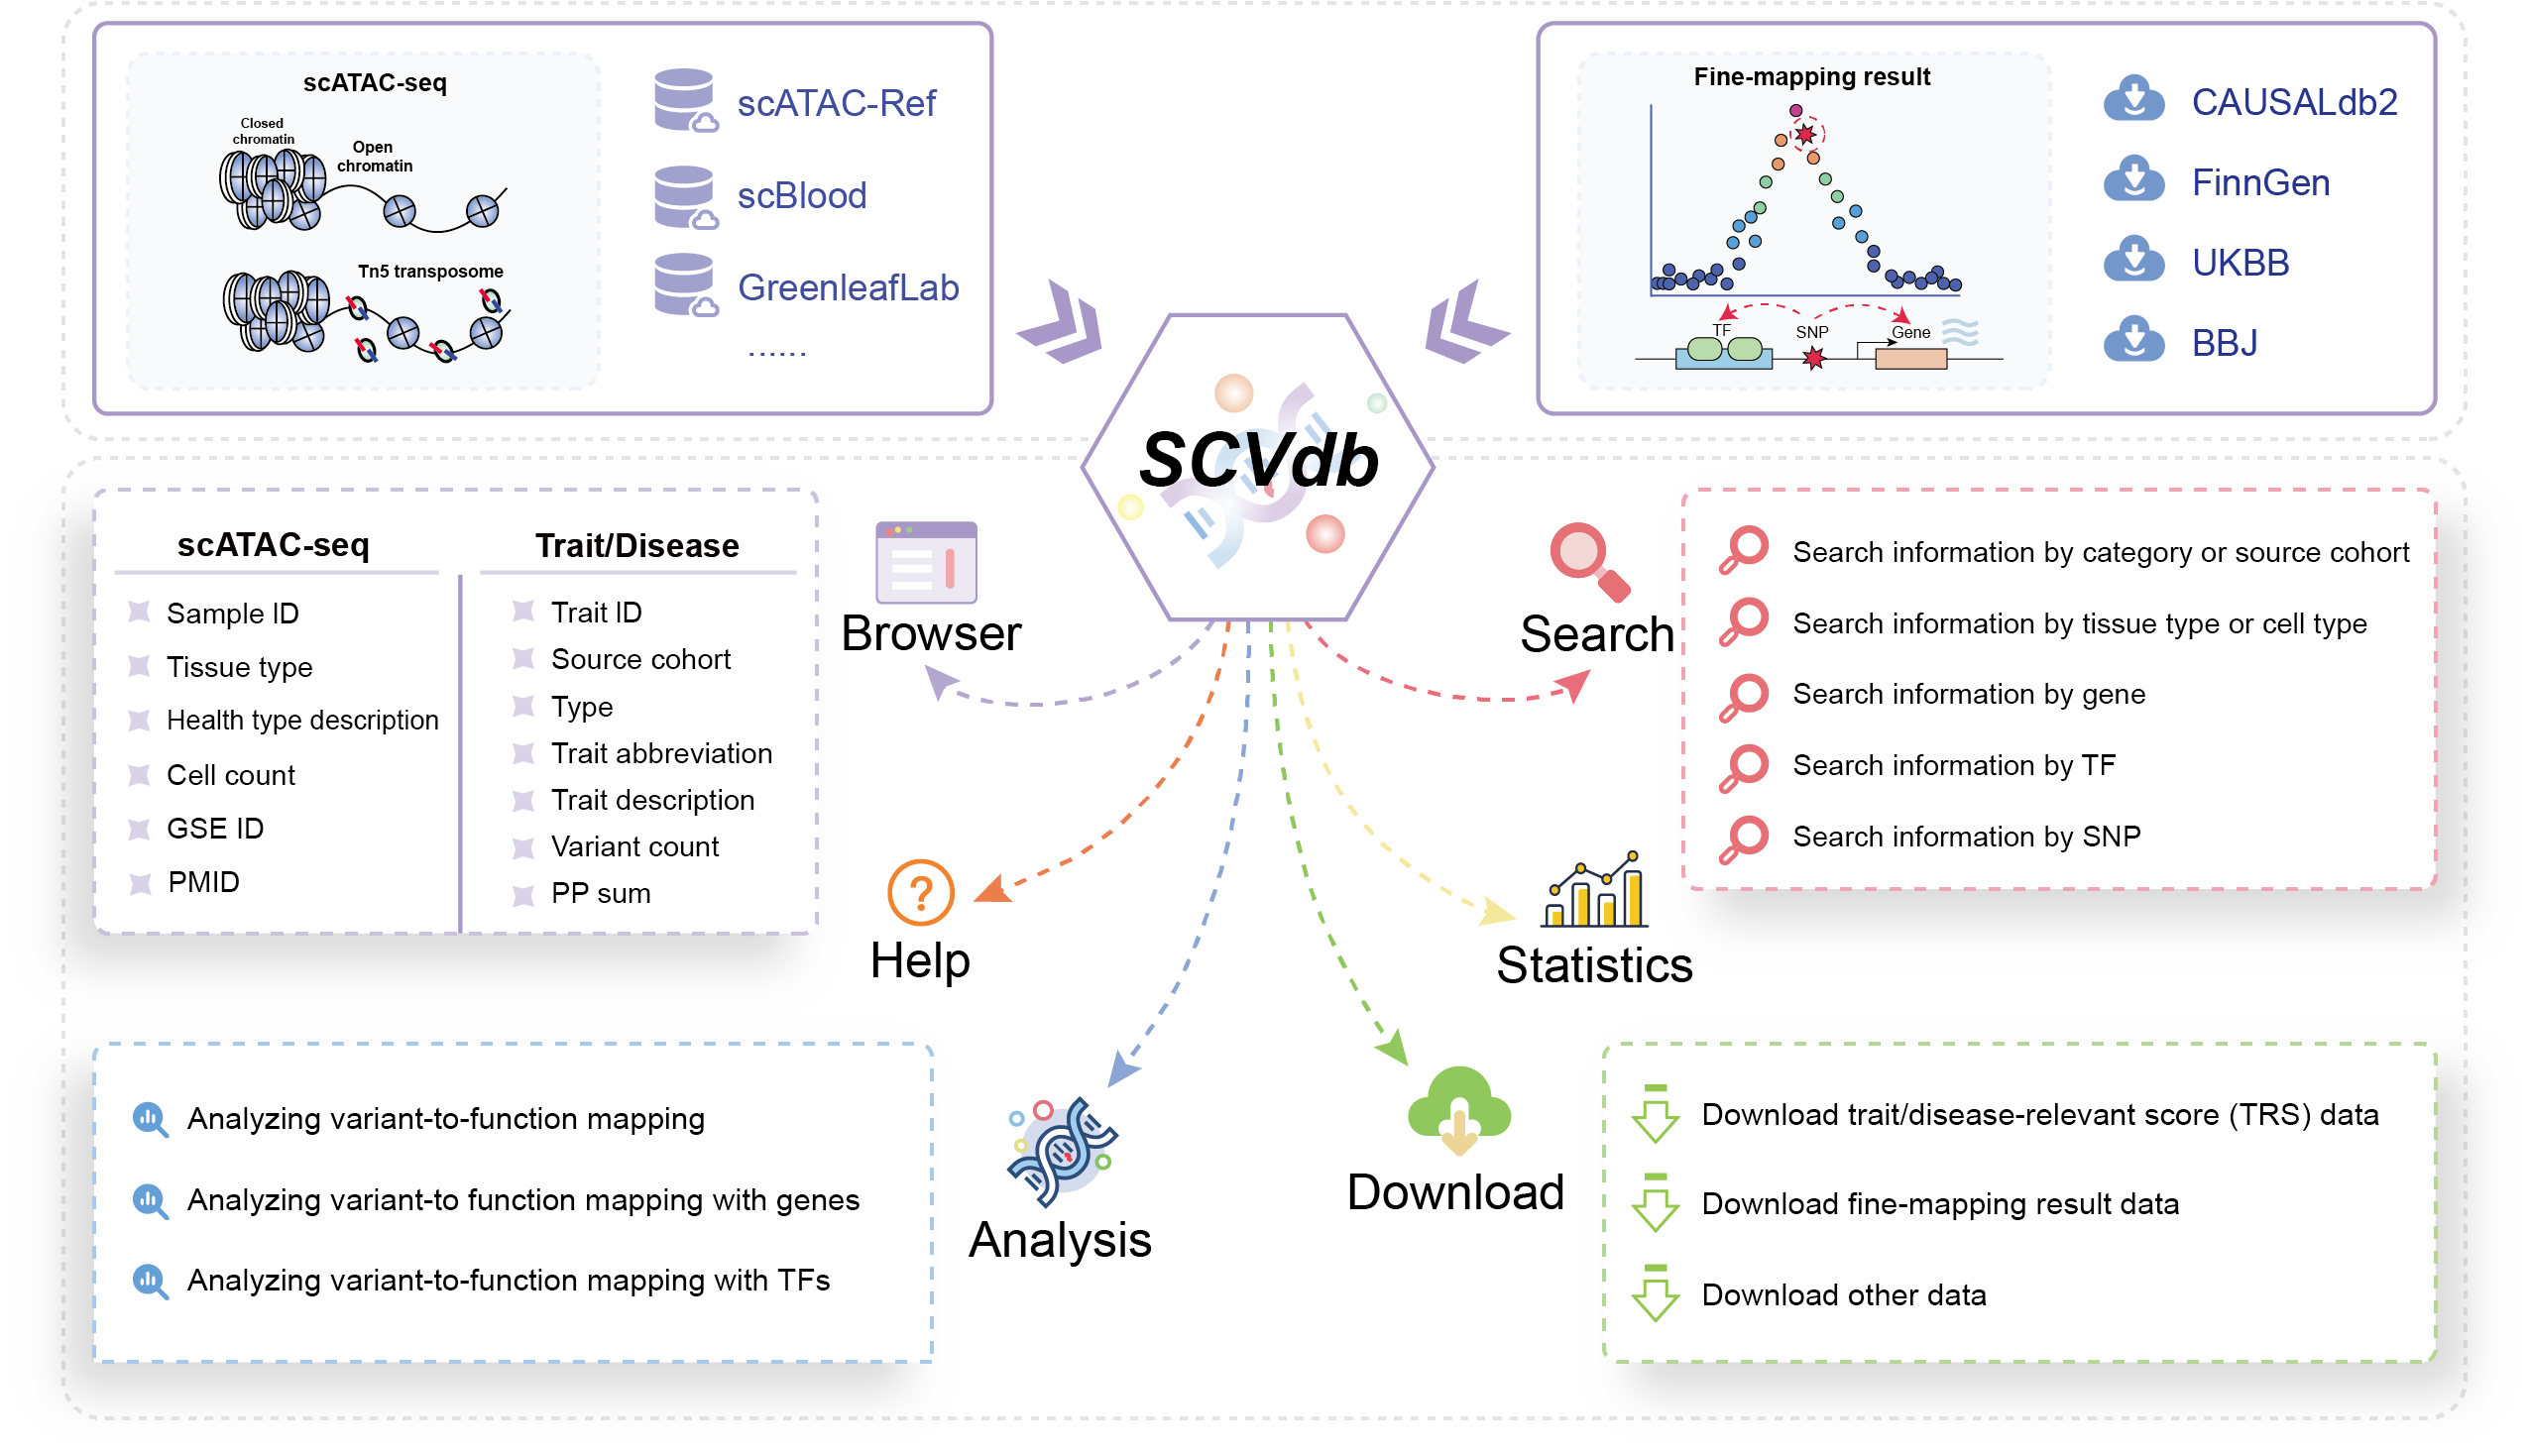 scATAC-seq
Closed
chromatin
Open
chromatin
Tn5 transposome
scATAC-Ref
scBlood
GreenleafLab
......
Fine-mapping result
TF
SNP
Gene
CAUSALdb2
FinnGen
UKBB
BBJ
SCVdb
scATAC-seq
Sample ID
Tissue type
Health type description
Cell count
GSE ID
PMID
Trait/Disease
Trait ID
Source cohort
Type
Trait abbreviation
Trait description
Variant count
PP sum
Browser
Search
Search information by category or source cohort
Search information by tissue type or cell type
Search information by gene
Search information by TF
Search information by SNP
?
Help
Statistics
Analyzing variant-to-function mapping
Analyzing variant-to function mapping with genes
Analyzing variant-to-function mapping with TFs
Analysis
Download
Download trait/disease-relevant score (TRS) data
Download fine-mapping result data
Download other data